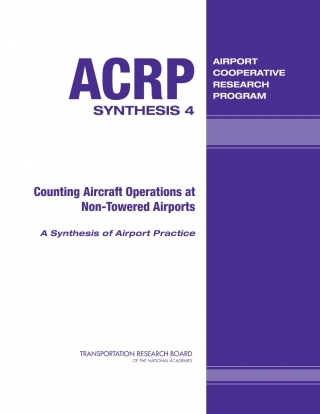 ACRP
SYNTHESIS 4
AIRPORT
COOPERATIVE
RESEARCH
PROGRAM
Counting Aircraft Operations at
Non-Towered Airports
A Synthesis of Airport Practice
TRANSPORTATION RESEARCH BOARD
OF THE NATIONAL ACADEMIES